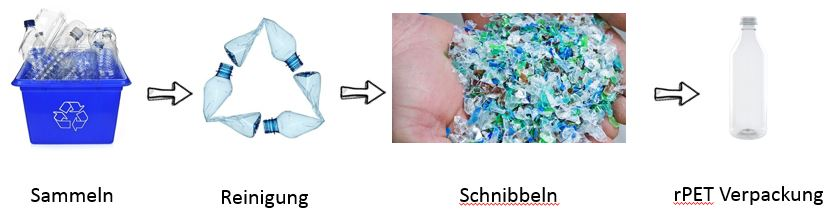 Sammeln
Reinigung
Schnibbeln
rPET Verpackung